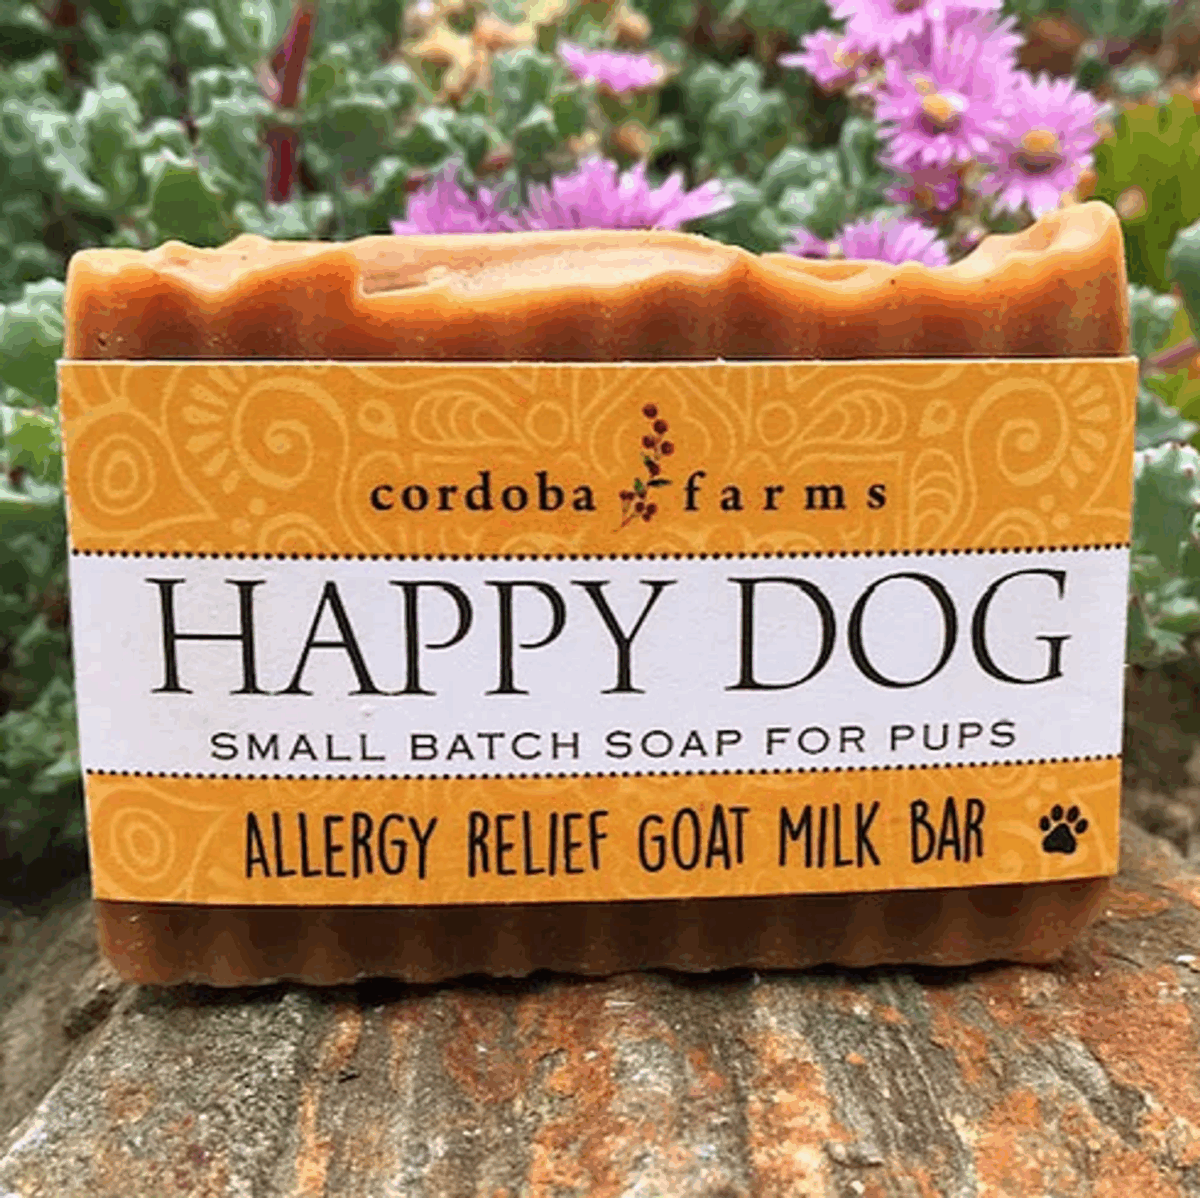 cordoba farms
HAPPY DOG
SMALL BATCH SOAP FOR PUPS
ALLERGY RELIEF GOAT MILK BAR